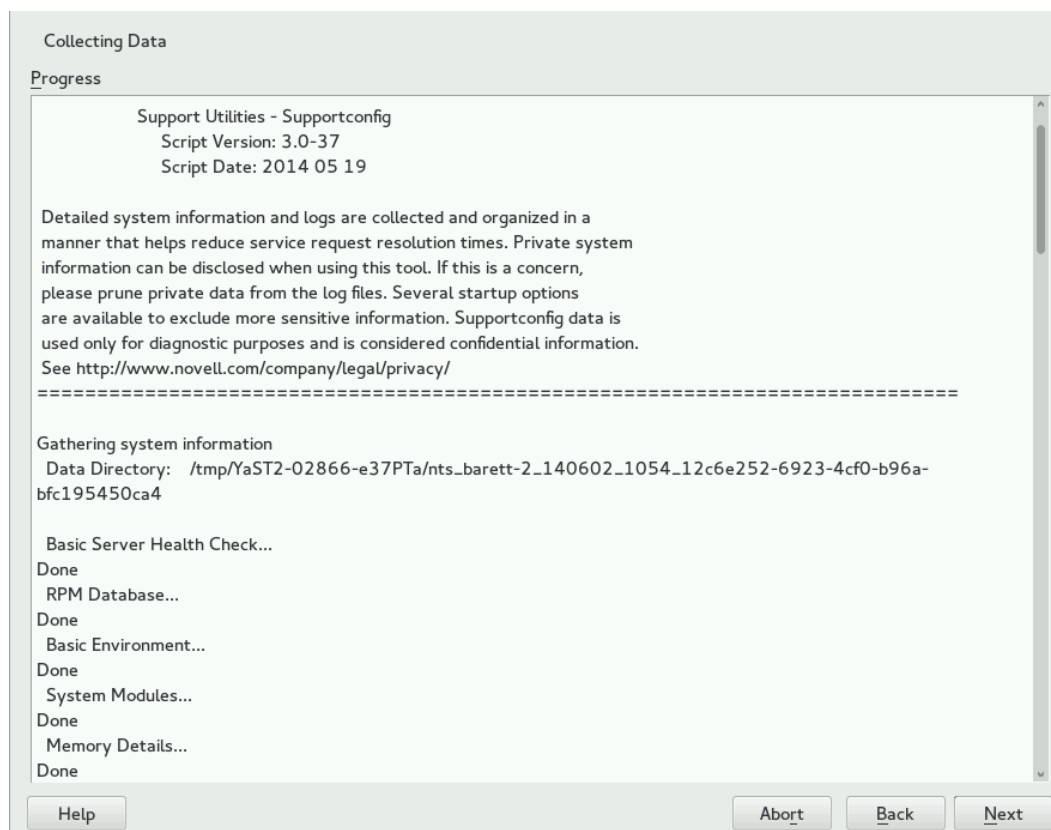 Collecting Data
Progress
Support Utilities - Supportconfig
Script Version: 3.0-37
Script Date: 2014 05 19
Detailed system information and logs are collected and organized in a
manner that helps reduce service request resolution times. Private system
information can be disclosed when using this tool. If this is a concern,
please prune private data from the log files. Several startup options
are available to exclude more sensitive information. Supportconfig data is
used only for diagnostic purposes and is considered confidential information.
See http://www.novell.com/company/legal/privacy/
=============================================================================
Gathering system information
Data Directory: /tmp/YaST2-02866-e37PTa/nts_barett-2_140602_1054_12c6e252-6923-4cf0-b96a-
bfc195450ca4
Basic Server Health Check...
Done
RPM Database...
Done
Basic Environment...
Done
System Modules...
Done
Memory Details...
Done
Help Abort Back Next